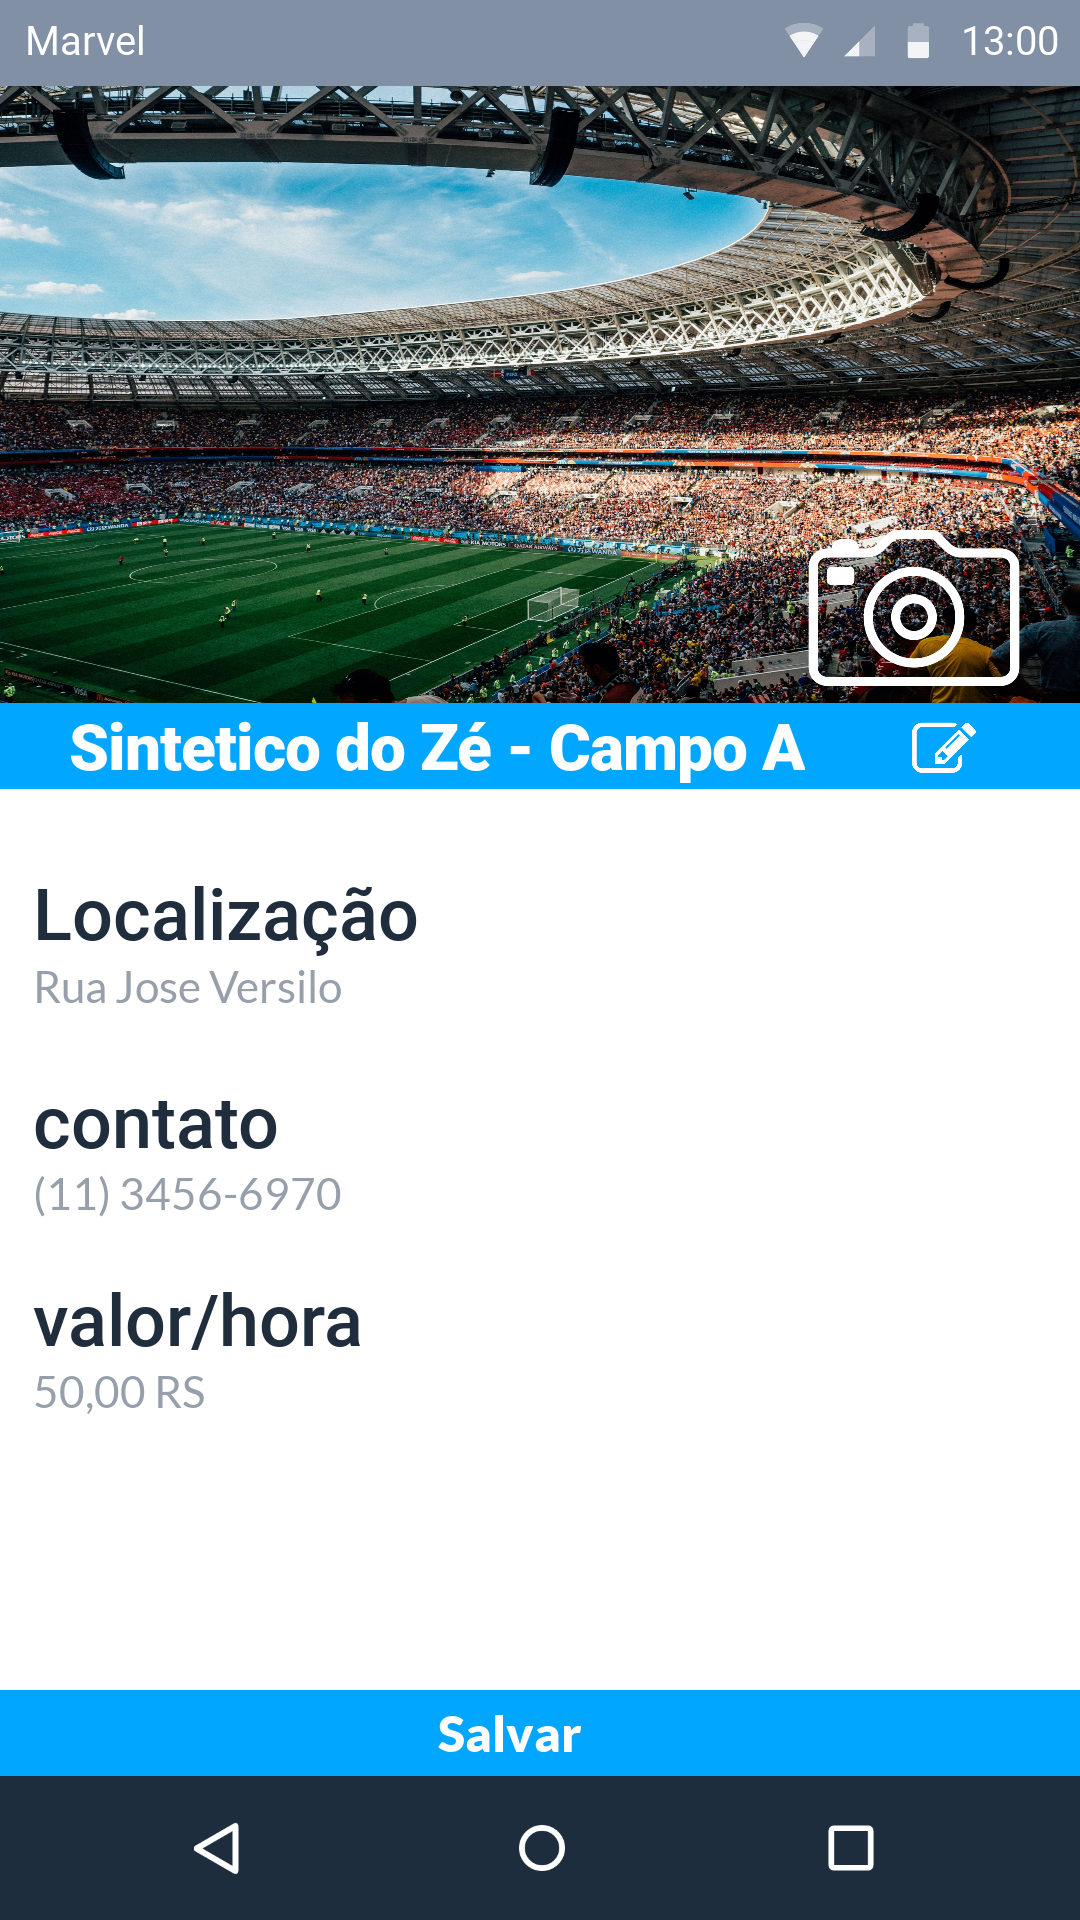 Marvel
13:00
Sintetico do Zé - Campo A
Localização
Rua Jose Versilo
contato
(11) 3456-6970
valor/hora
50,00 RS
Salvar